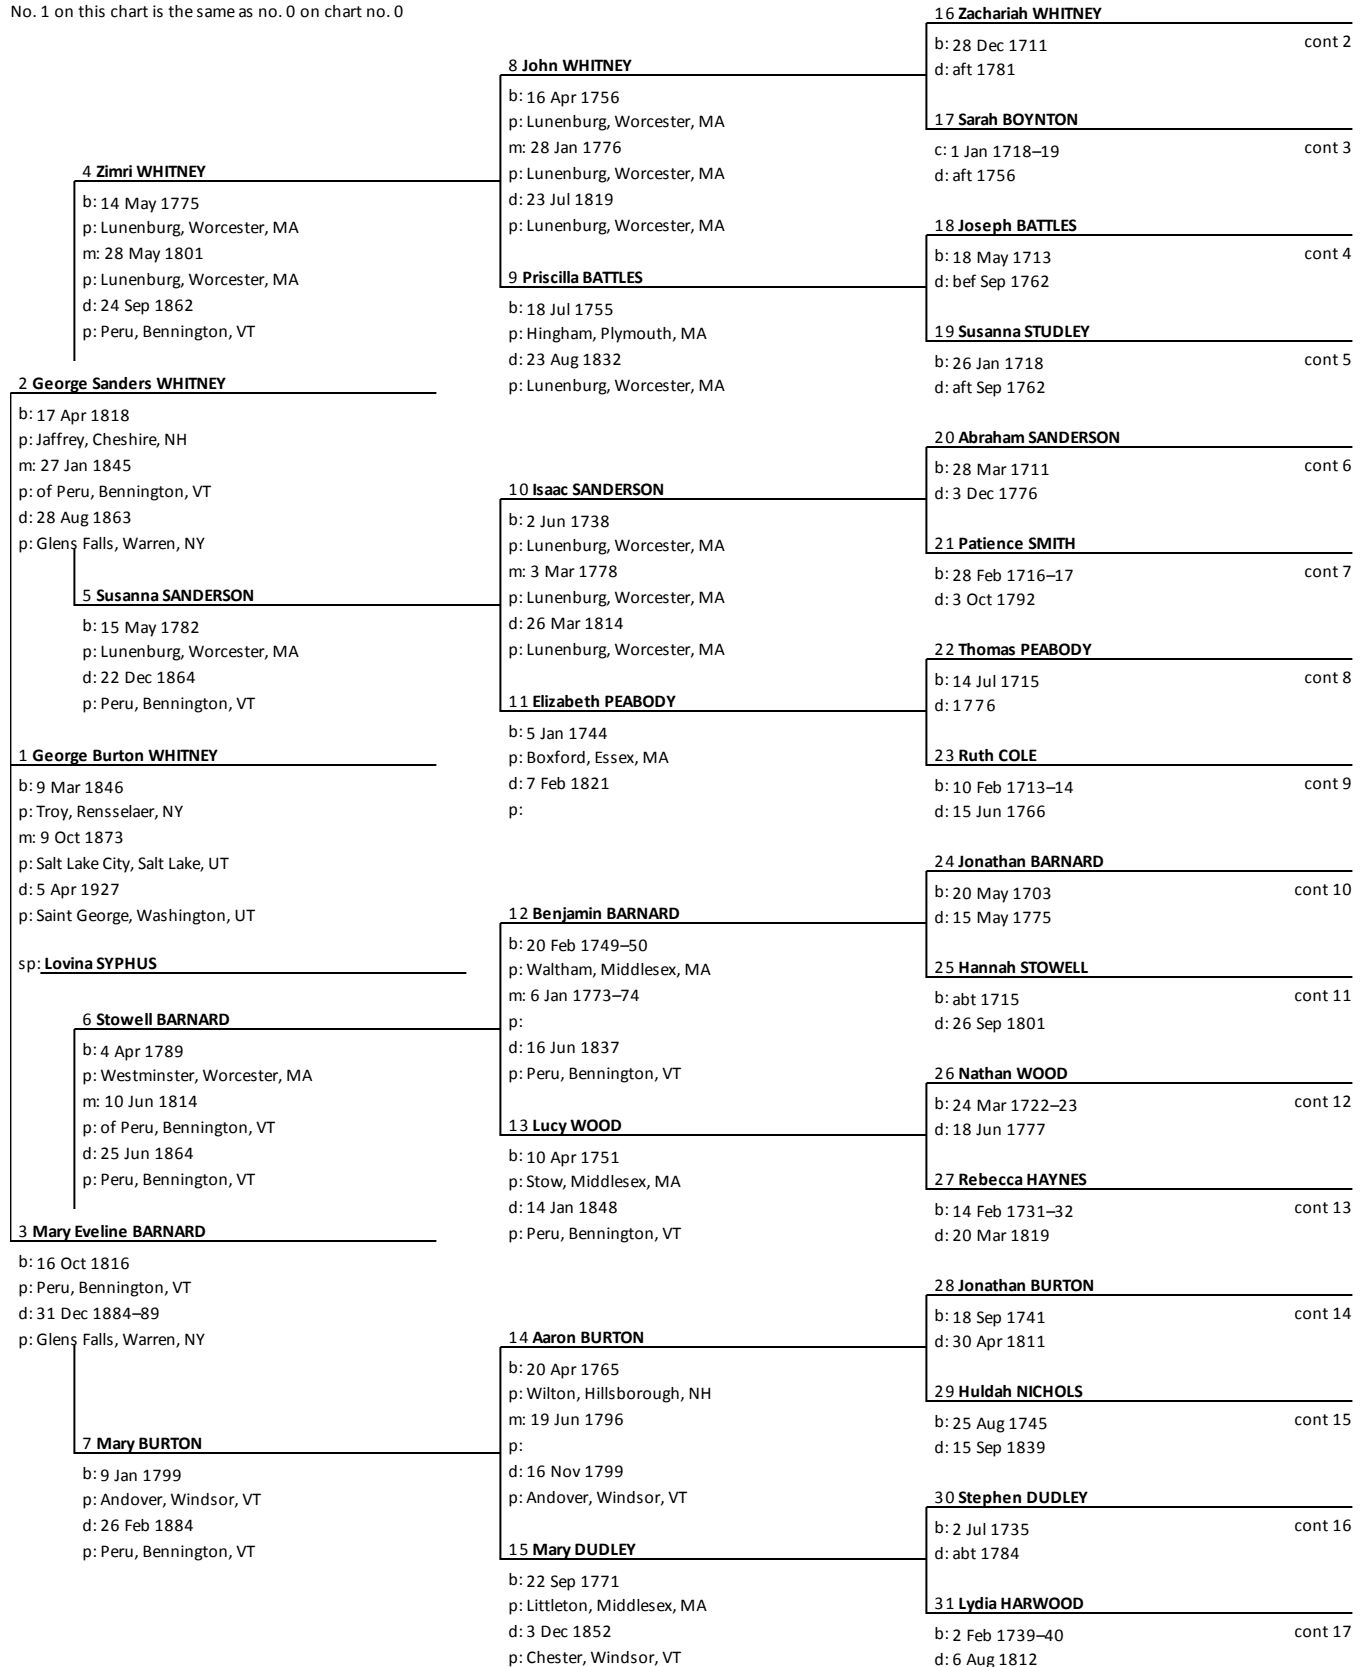 No. 1 on this chart is the same as no. 0 on chart no. 0
16 Zachariah WHITNEY
b: 28 Dec 1711
cont 2
d: aft 1781
8 John WHITNEY
b: 16 Apr 1756
p: Lunenburg, Worcester, MA
m: 28 Jan 1776
p: Lunenburg, Worcester, MA
d: 23 Jul 1819
p: Lunenburg, Worcester, MA
17 Sarah BOYNTON
c: 1 Jan 1718–19
cont 3
d: aft 1756
4 Zimri WHITNEY
b: 14 May 1775
p: Lunenburg, Worcester, MA
m: 28 May 1801
p: Lunenburg, Worcester, MA
d: 24 Sep 1862
p: Peru, Bennington, VT
18 Joseph BATTLES
b: 18 May 1713
cont 4
d: bef Sep 1762
9 Priscilla BATTLES
b: 18 Jul 1755
p: Hingham, Plymouth, MA
d: 23 Aug 1832
p: Lunenburg, Worcester, MA
19 Susanna STUDLEY
b: 26 Jan 1718
cont 5
d: aft Sep 1762
2 George Sanders WHITNEY
b: 17 Apr 1818
p: Jaffrey, Cheshire, NH
m: 27 Jan 1845
p: of Peru, Bennington, VT
d: 28 Aug 1863
p: Glens Falls, Warren, NY
20 Abraham SANDERSON
b: 28 Mar 1711
cont 6
d: 3 Dec 1776
10 Isaac SANDERSON
b: 2 Jun 1738
p: Lunenburg, Worcester, MA
m: 3 Mar 1778
p: Lunenburg, Worcester, MA
d: 26 Mar 1814
p: Lunenburg, Worcester, MA
21 Patience SMITH
b: 28 Feb 1716–17
cont 7
d: 3 Oct 1792
5 Susanna SANDERSON
b: 15 May 1782
p: Lunenburg, Worcester, MA
d: 22 Dec 1864
p: Peru, Bennington, VT
22 Thomas PEABODY
b: 14 Jul 1715
cont 8
d: 1776
11 Elizabeth PEABODY
b: 5 Jan 1744
p: Boxford, Essex, MA
d: 7 Feb 1821
p:
23 Ruth COLE
b: 10 Feb 1713–14
cont 9
d: 15 Jun 1766
1 George Burton WHITNEY
b: 9 Mar 1846
p: Troy, Rensselaer, NY
m: 9 Oct 1873
p: Salt Lake City, Salt Lake, UT
d: 5 Apr 1927
p: Saint George, Washington, UT
sp: Lovina SYPHUS
24 Jonathan BARNARD
b: 20 May 1703
cont 10
d: 15 May 1775
12 Benjamin BARNARD
b: 20 Feb 1749–50
p: Waltham, Middlesex, MA
m: 6 Jan 1773–74
p:
d: 16 Jun 1837
p: Peru, Bennington, VT
25 Hannah STOWELL
b: abt 1715
cont 11
d: 26 Sep 1801
6 Stowell BARNARD
b: 4 Apr 1789
p: Westminster, Worcester, MA
m: 10 Jun 1814
p: of Peru, Bennington, VT
d: 25 Jun 1864
p: Peru, Bennington, VT
26 Nathan WOOD
b: 24 Mar 1722–23
cont 12
d: 18 Jun 1777
13 Lucy WOOD
b: 10 Apr 1751
p: Stow, Middlesex, MA
d: 14 Jan 1848
p: Peru, Bennington, VT
27 Rebecca HAYNES
b: 14 Feb 1731–32
cont 13
d: 20 Mar 1819
3 Mary Eveline BARNARD
b: 16 Oct 1816
p: Peru, Bennington, VT
d: 31 Dec 1884–89
p: Glens Falls, Warren, NY
28 Jonathan BURTON
b: 18 Sep 1741
cont 14
d: 30 Apr 1811
14 Aaron BURTON
b: 20 Apr 1765
p: Wilton, Hillsborough, NH
m: 19 Jun 1796
p:
d: 16 Nov 1799
p: Andover, Windsor, VT
29 Huldah NICHOLS
b: 25 Aug 1745
cont 15
d: 15 Sep 1839
7 Mary BURTON
b: 9 Jan 1799
p: Andover, Windsor, VT
d: 26 Feb 1884
p: Peru, Bennington, VT
30 Stephen DUDLEY
b: 2 Jul 1735
cont 16
d: abt 1784
15 Mary DUDLEY
b: 22 Sep 1771
p: Littleton, Middlesex, MA
d: 3 Dec 1852
p: Chester, Windsor, VT
31 Lydia HARWOOD
b: 2 Feb 1739–40
cont 17
d: 6 Aug 1812